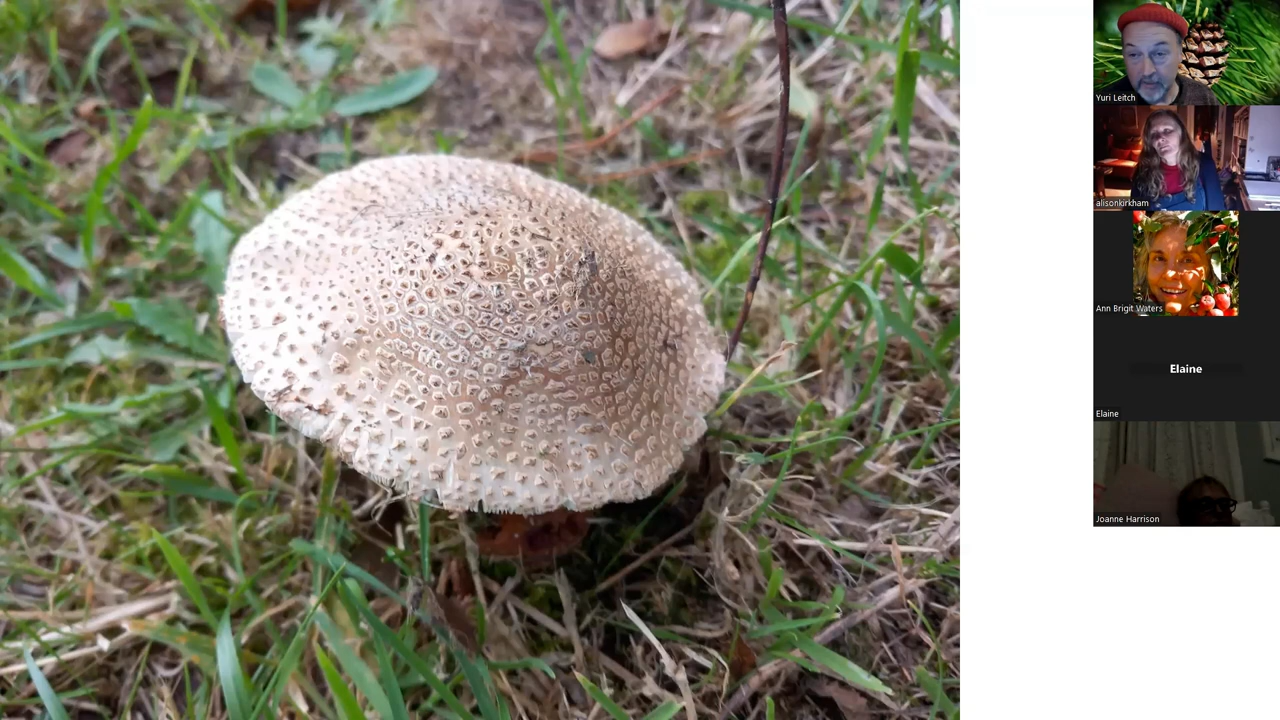 Yuri Leitch
alisonkirkham
Ann Brigit Waters
Elaine
Elaine
Joanne Harrison